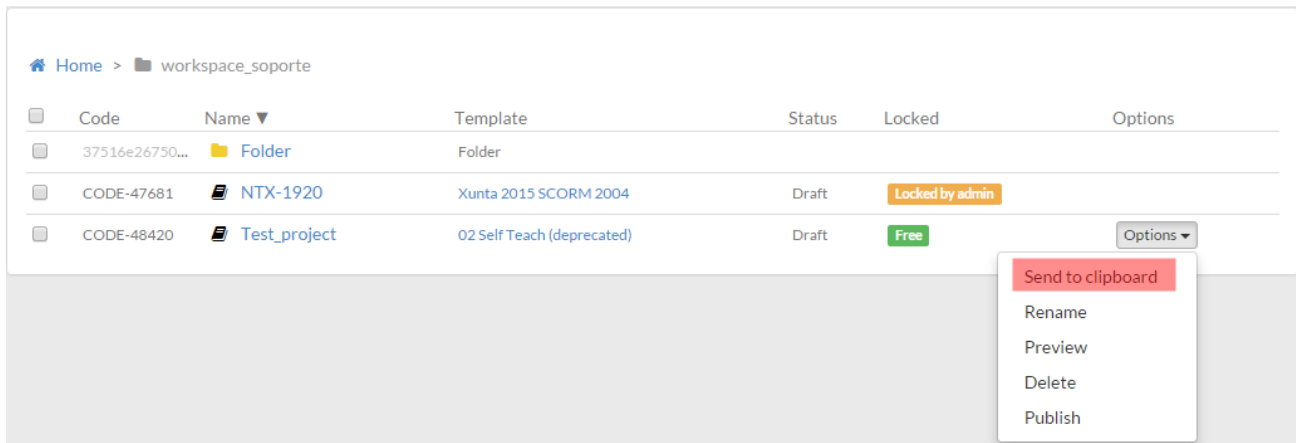 Home > workspace_soporte
Code Name ▼ Template Status Locked Options
37516e26750... Folder Folder
CODE-47681 NTX-1920 Xunta 2015 SCORM 2004 Draft Locked by admin
CODE-48420 Test_project 02 Self Teach (deprecated) Draft Free Options
Send to clipboard
Rename
Preview
Delete
Publish